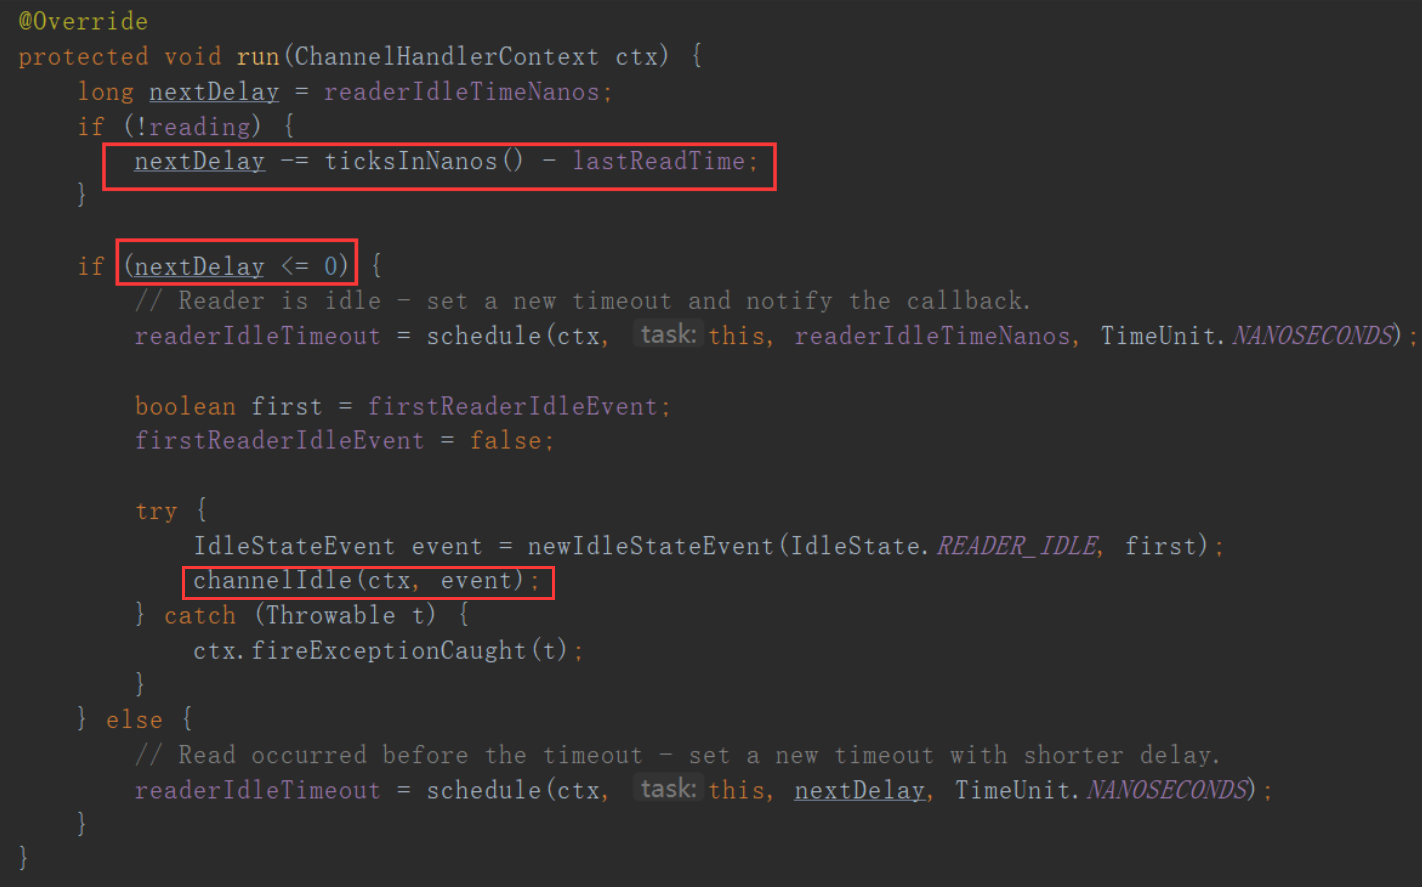 @Override
protected void run(ChannelHandlerContext ctx) {
    long nextDelay = readerIdleTimeNanos;
    if (!reading) {
        nextDelay -= ticksInNanos() - lastReadTime;
    }
    if (nextDelay <= 0) {
        // Reader is idle - set a new timeout and notify the callback.
        readerIdleTimeout = schedule(ctx, task: this, readerIdleTimeNanos, TimeUnit.NANOSECONDS);
        boolean first = firstReaderIdleEvent;
        firstReaderIdleEvent = false;
        try {
            IdleStateEvent event = newIdleStateEvent(IdleState.READER_IDLE, first);
            channelIdle(ctx, event);
        } catch (Throwable t) {
            ctx.fireExceptionCaught(t);
        }
    } else {
        // Read occurred before the timeout - set a new timeout with shorter delay.
        readerIdleTimeout = schedule(ctx, task: this, nextDelay, TimeUnit.NANOSECONDS);
    }
}